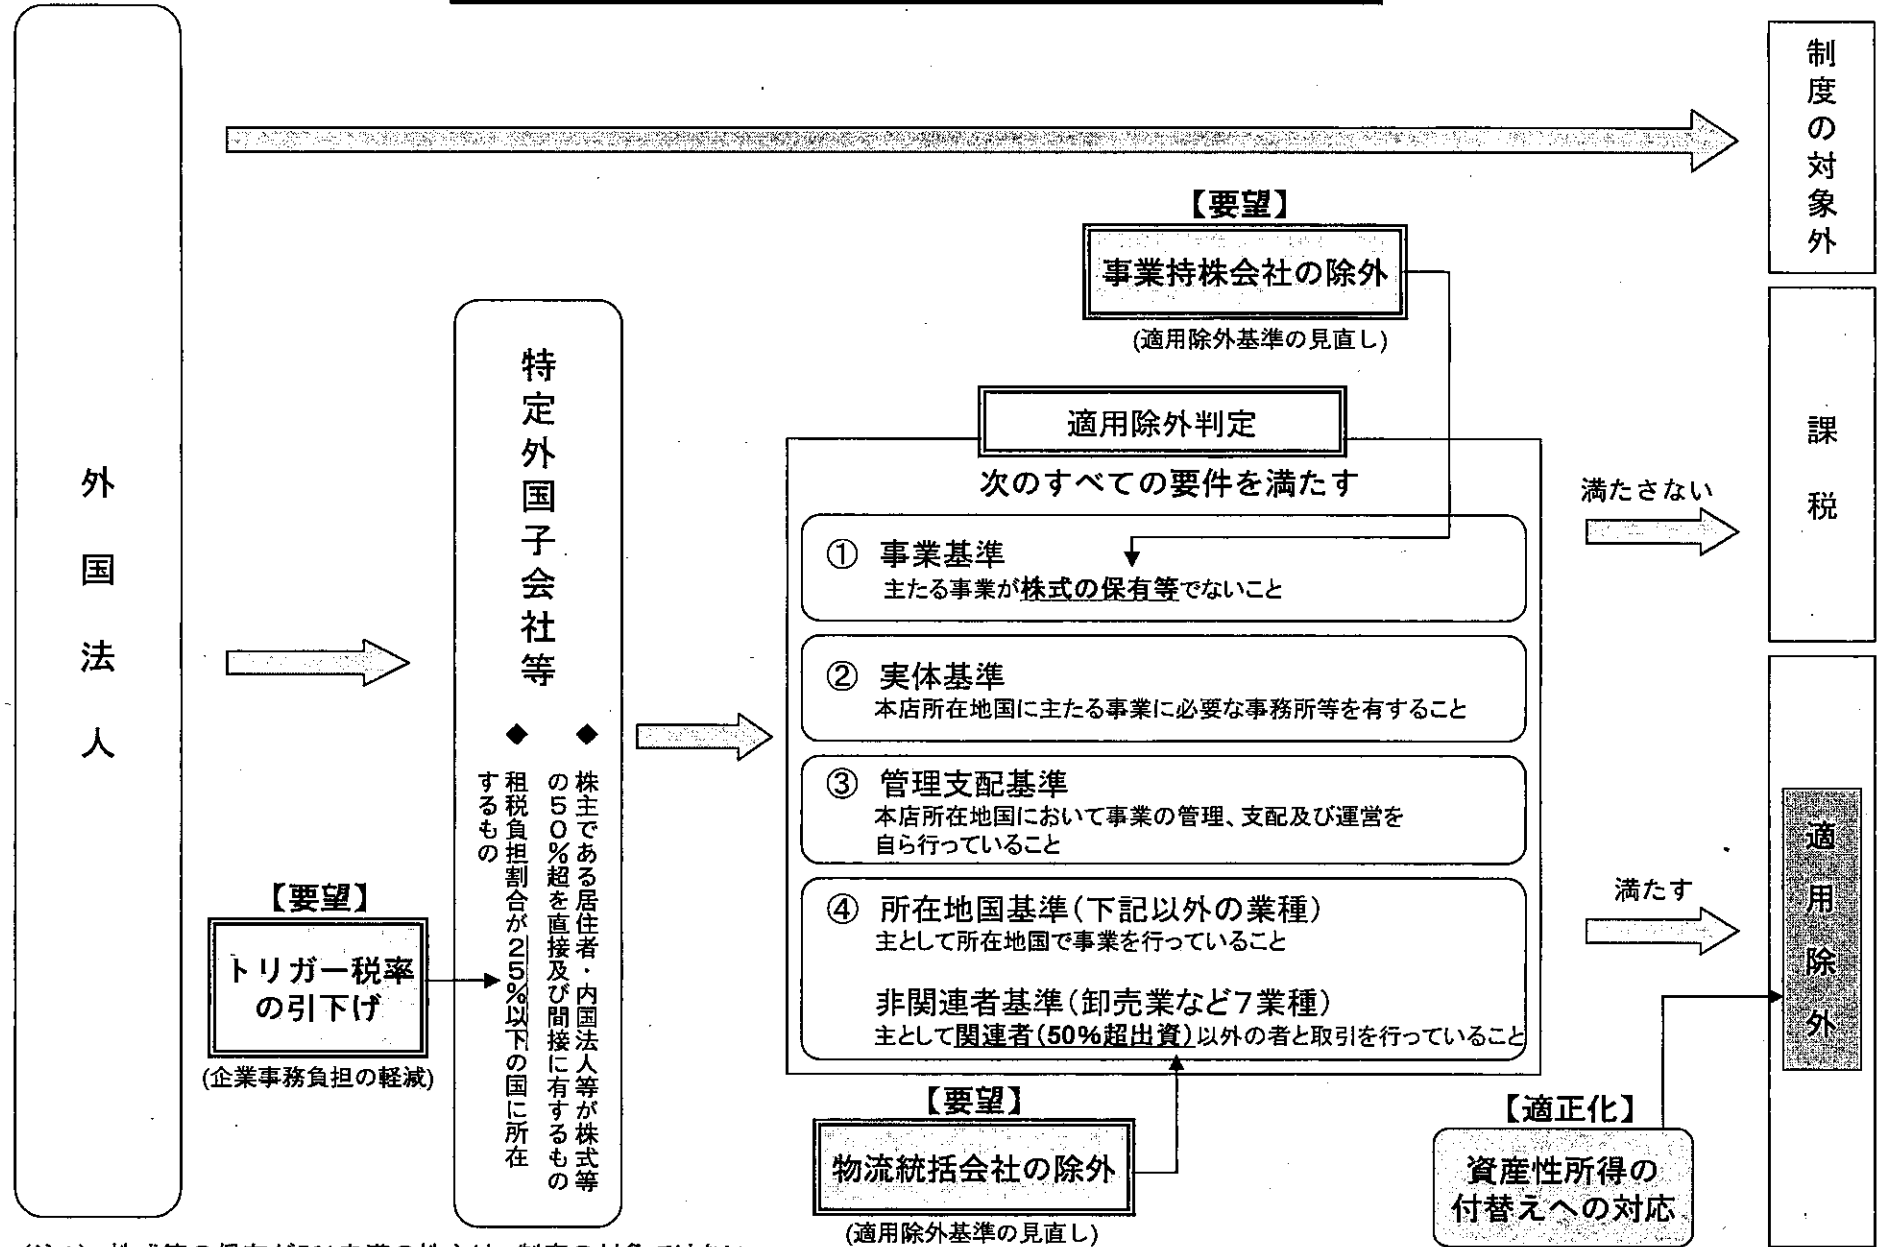 外国法人
特定外国子会社等
◆ 株主である居住者・内国法人等が株式等
の50%超を直接及び間接に有するもの
◆ 租税負担割合が25%以下の国に所在
するもの
【要望】
トリガー税率
の引下げ
(企業事務負担の軽減)
【要望】
事業持株会社の除外
(適用除外基準の見直し)
適用除外判定
次のすべての要件を満たす
① 事業基準
主たる事業が株式の保有等でないこと
② 実体基準
本店所在地国に主たる事業に必要な事務所等を有すること
③ 管理支配基準
本店所在地国において事業の管理、支配及び運営を
自ら行っていること
④ 所在地国基準(下記以外の業種)
主として所在地国で事業を行っていること
非関連者基準(卸売業など7業種)
主として関連者(50%超出資)以外の者と取引を行っていること
【要望】
物流統括会社の除外
(適用除外基準の見直し)
満たさない
満たす
【適正化】
資産性所得の
付替えへの対応
制度の対象外
課税
適用除外